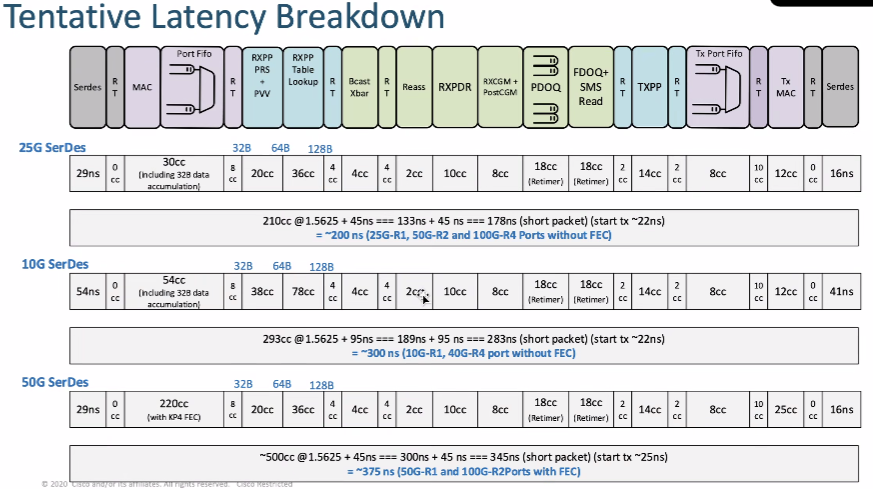 Tentative Latency Breakdown
Serdes
R
T
MAC
Port Fifo
R
T
RXPP
PRS
+
PVV
RXPP
Table
Lookup
R
T
Bcast
Xbar
R
T
Reass
RXPDR
RXCGM +
PostCGM
PDOQ
FDOQ+
SMS
Read
R
T
TXPP
R
T
Tx Port Fifo
R
T
Tx
MAC
R
T
Serdes
25G SerDes
32B 64B 128B
29ns
0
cc
30cc
(including 32B data
accumulation)
8
cc
20cc
36cc
4
cc
4cc
4
cc
2cc
10cc
8cc
18cc
(Retimer)
18cc
(Retimer)
2
cc
14cc
2
cc
8cc
10
cc
12cc
0
cc
16ns
210cc @1.5625 + 45ns === 133ns + 45 ns === 178ns (short packet) (start tx ~22ns)
= ~200 ns (25G-R1, 50G-R2 and 100G-R4 Ports without FEC)
10G SerDes
32B 64B 128B
54ns
0
cc
54cc
(including 32B data
accumulation)
8
cc
38cc
78cc
4
cc
4cc
4
cc
2cc
10cc
8cc
18cc
(Retimer)
18cc
(Retimer)
2
cc
14cc
2
cc
8cc
10
cc
12cc
0
cc
41ns
293cc @1.5625 + 95ns === 189ns + 95 ns === 283ns (short packet) (start tx ~22ns)
= ~300 ns (10G-R1, 40G-R4 port without FEC)
50G SerDes
32B 64B 128B
29ns
0
cc
220cc
(with KP4 FEC)
8
cc
20cc
36cc
4
cc
4cc
4
cc
2cc
10cc
8cc
18cc
(Retimer)
18cc
(Retimer)
2
cc
14cc
2
cc
8cc
10
cc
25cc
0
cc
16ns
~500cc @1.5625 + 45ns === 300ns + 45 ns === 345ns (short packet) (start tx ~25ns)
= ~375 ns (50G-R1 and 100G-R2Ports with FEC)
© 2020 Cisco and/or its affiliates. All rights reserved. Cisco Restricted